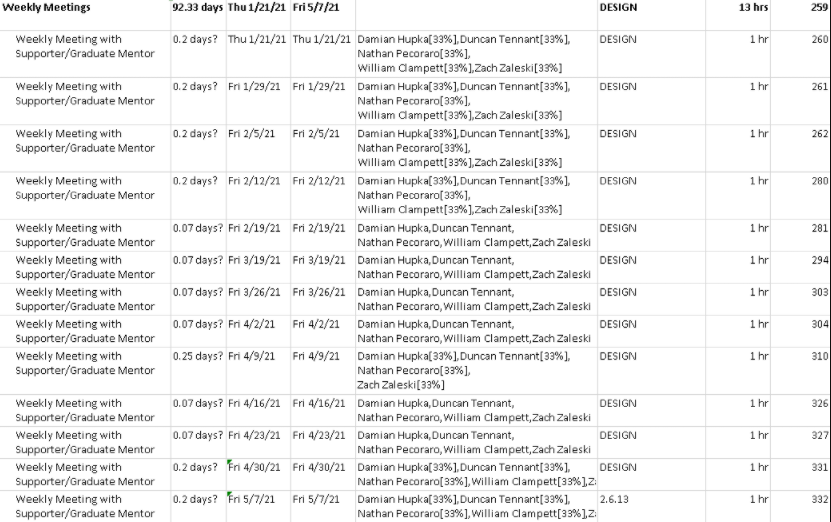 Weekly Meetings 92.33 days Thu 1/21/21 Fri 5/7/21 DESIGN 13 hrs 259
Weekly Meeting with 0.2 days? Thu 1/21/21 Thu 1/21/21 Damian Hupka[33%],Duncan Tennant[33%], DESIGN 1 hr 260
Supporter/Graduate Mentor Nathan Pecoraro[33%],
William Clampett[33%],Zach Zaleski[33%]
Weekly Meeting with 0.2 days? Fri 1/29/21 Fri 1/29/21 Damian Hupka[33%],Duncan Tennant[33%], DESIGN 1 hr 261
Supporter/Graduate Mentor Nathan Pecoraro[33%],
William Clampett[33%],Zach Zaleski[33%]
Weekly Meeting with 0.2 days? Fri 2/5/21 Fri 2/5/21 Damian Hupka[33%],Duncan Tennant[33%], DESIGN 1 hr 262
Supporter/Graduate Mentor Nathan Pecoraro[33%],
William Clampett[33%],Zach Zaleski[33%]
Weekly Meeting with 0.2 days? Fri 2/12/21 Fri 2/12/21 Damian Hupka[33%],Duncan Tennant[33%], DESIGN 1 hr 280
Supporter/Graduate Mentor Nathan Pecoraro[33%],
William Clampett[33%],Zach Zaleski[33%]
Weekly Meeting with 0.07 days? Fri 2/19/21 Fri 2/19/21 Damian Hupka,Duncan Tennant, DESIGN 1 hr 281
Supporter/Graduate Mentor Nathan Pecoraro,William Clampett,Zach Zaleski
Weekly Meeting with 0.07 days? Fri 3/19/21 Fri 3/19/21 Damian Hupka,Duncan Tennant, DESIGN 1 hr 294
Supporter/Graduate Mentor Nathan Pecoraro,William Clampett,Zach Zaleski
Weekly Meeting with 0.07 days? Fri 3/26/21 Fri 3/26/21 Damian Hupka,Duncan Tennant, DESIGN 1 hr 303
Supporter/Graduate Mentor Nathan Pecoraro,William Clampett,Zach Zaleski
Weekly Meeting with 0.07 days? Fri 4/2/21 Fri 4/2/21 Damian Hupka,Duncan Tennant, DESIGN 1 hr 304
Supporter/Graduate Mentor Nathan Pecoraro,William Clampett,Zach Zaleski
Weekly Meeting with 0.25 days? Fri 4/9/21 Fri 4/9/21 Damian Hupka[33%],Duncan Tennant[33%], DESIGN 1 hr 310
Supporter/Graduate Mentor Nathan Pecoraro[33%],
Zach Zaleski[33%]
Weekly Meeting with 0.07 days? Fri 4/16/21 Fri 4/16/21 Damian Hupka,Duncan Tennant, DESIGN 1 hr 326
Supporter/Graduate Mentor Nathan Pecoraro,William Clampett,Zach Zaleski
Weekly Meeting with 0.07 days? Fri 4/23/21 Fri 4/23/21 Damian Hupka,Duncan Tennant, DESIGN 1 hr 327
Supporter/Graduate Mentor Nathan Pecoraro,William Clampett,Zach Zaleski
Weekly Meeting with 0.2 days? Fri 4/30/21 Fri 4/30/21 Damian Hupka[33%],Duncan Tennant[33%], DESIGN 1 hr 331
Supporter/Graduate Mentor Nathan Pecoraro[33%],William Clampett[33%],Z
Weekly Meeting with 0.2 days? Fri 5/7/21 Fri 5/7/21 Damian Hupka[33%],Duncan Tennant[33%], 2.6.13 1 hr 332
Supporter/Graduate Mentor Nathan Pecoraro[33%],William Clampett[33%],Z